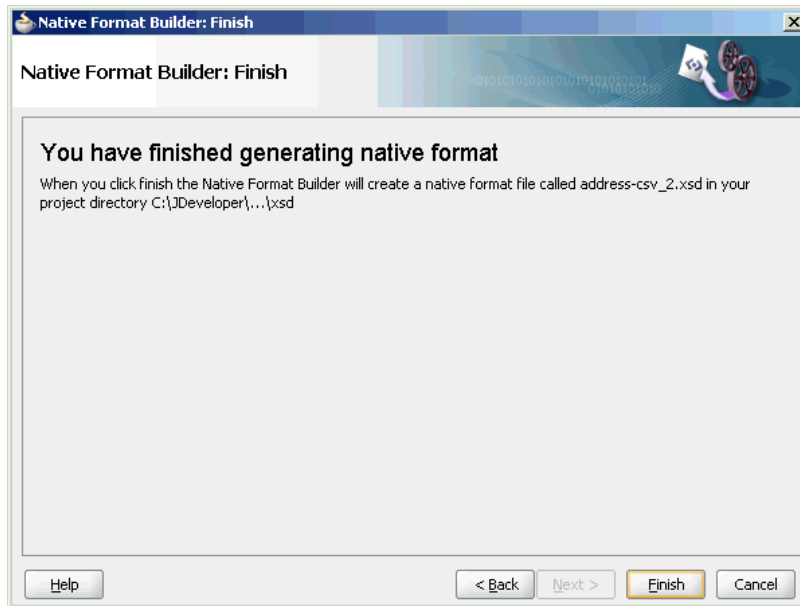 Native Format Builder: Finish
Native Format Builder: Finish
You have finished generating native format
When you click finish the Native Format Builder will create a native format file called address-csv_2.xsd in your
project directory C:\JDeveloper\...\xsd
Help
< Back
Next >
Finish
Cancel